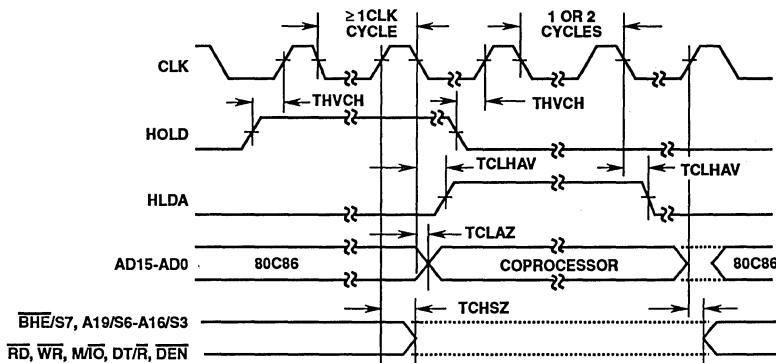 ≥ 1CLK
CYCLE
1 OR 2
CYCLES
CLK
THVCH
THVCH
HOLD
TCLHAV
TCLHAV
HLDA
TCLAZ
AD15-AD0
80C86
COPROCESSOR
80C86
TCHSZ
BHE/S7, A19/S6-A16/S3
RD, WR, M/IO, DT/R, DEN